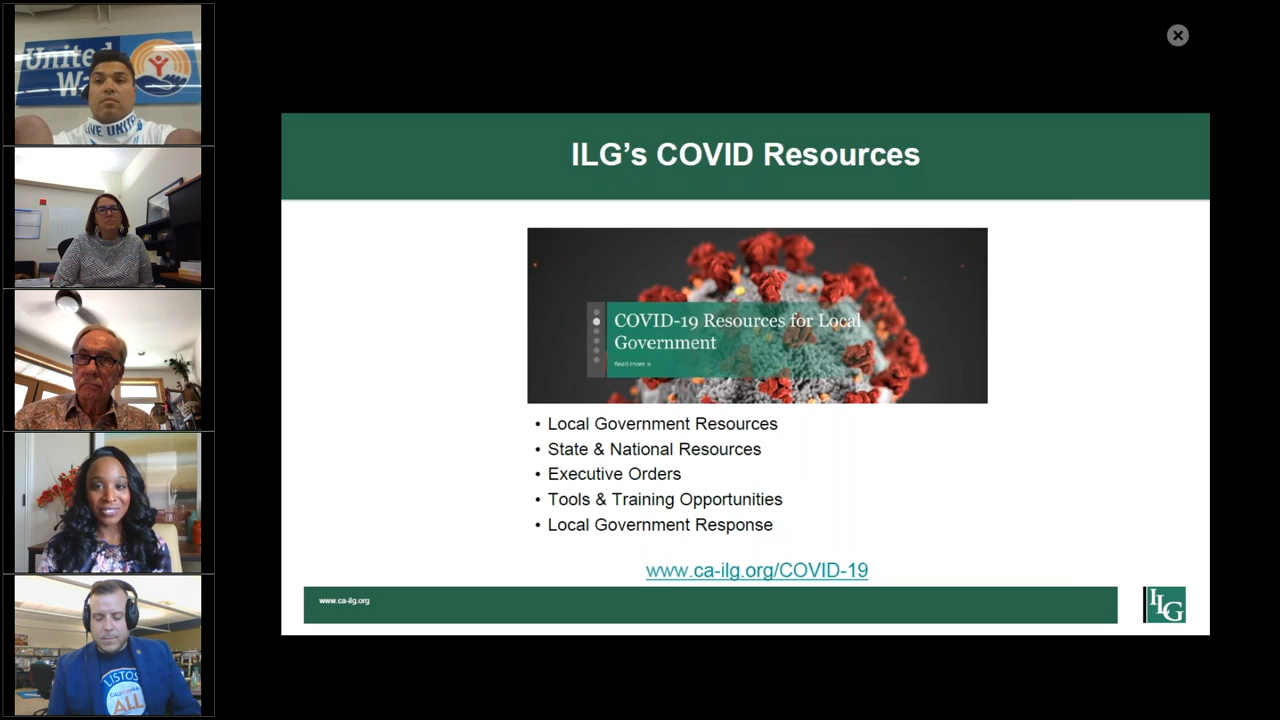 United
Wa
LIVE UNIT
LISTOS
CALIFORNIA
ALL
ILG's COVID Resources
COVID-19 Resources for Local
Government
Read more »
• Local Government Resources
• State & National Resources
• Executive Orders
• Tools & Training Opportunities
• Local Government Response
www.ca-ilg.org/COVID-19
www.ca-ilg.org
ILG